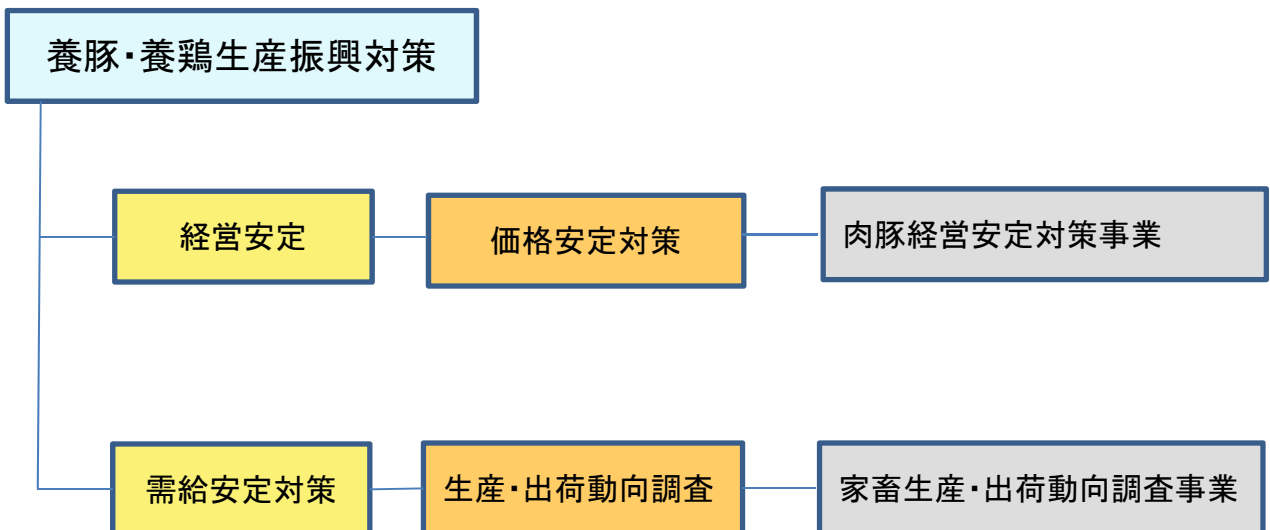 養豚・養鶏生産振興対策
経営安定
価格安定対策
肉豚経営安定対策事業
需給安定対策
生産・出荷動向調査
家畜生産・出荷動向調査事業